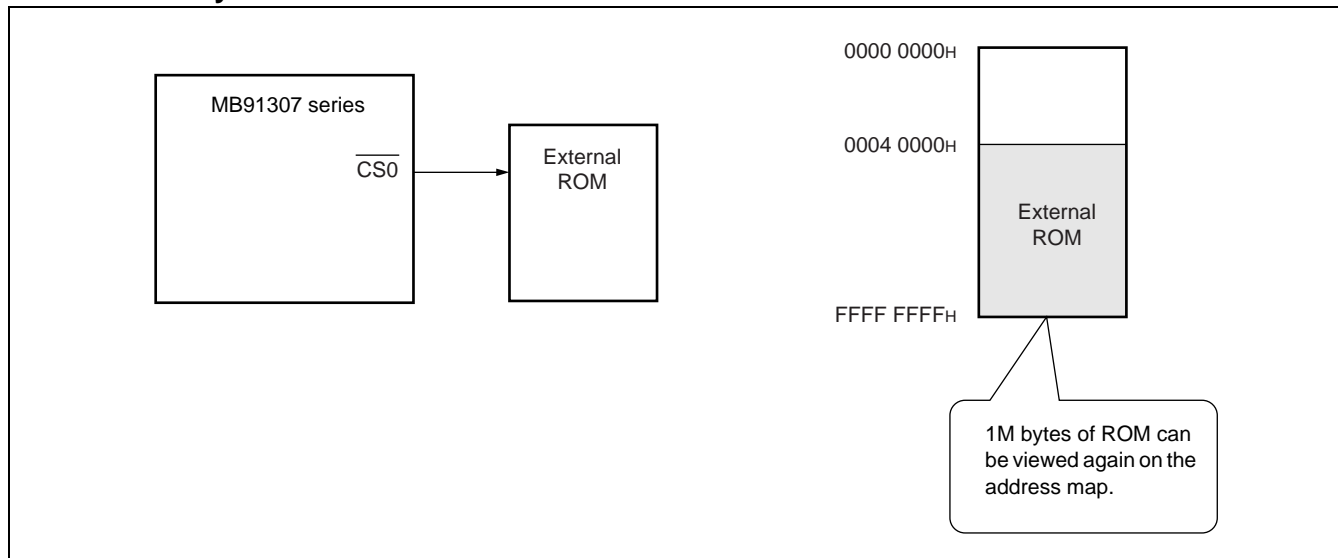 MB91307 series
CS0
External
ROM
0000 0000H
0004 0000H
External
ROM
FFFF FFFFH
1M bytes of ROM can
be viewed again on the
address map.